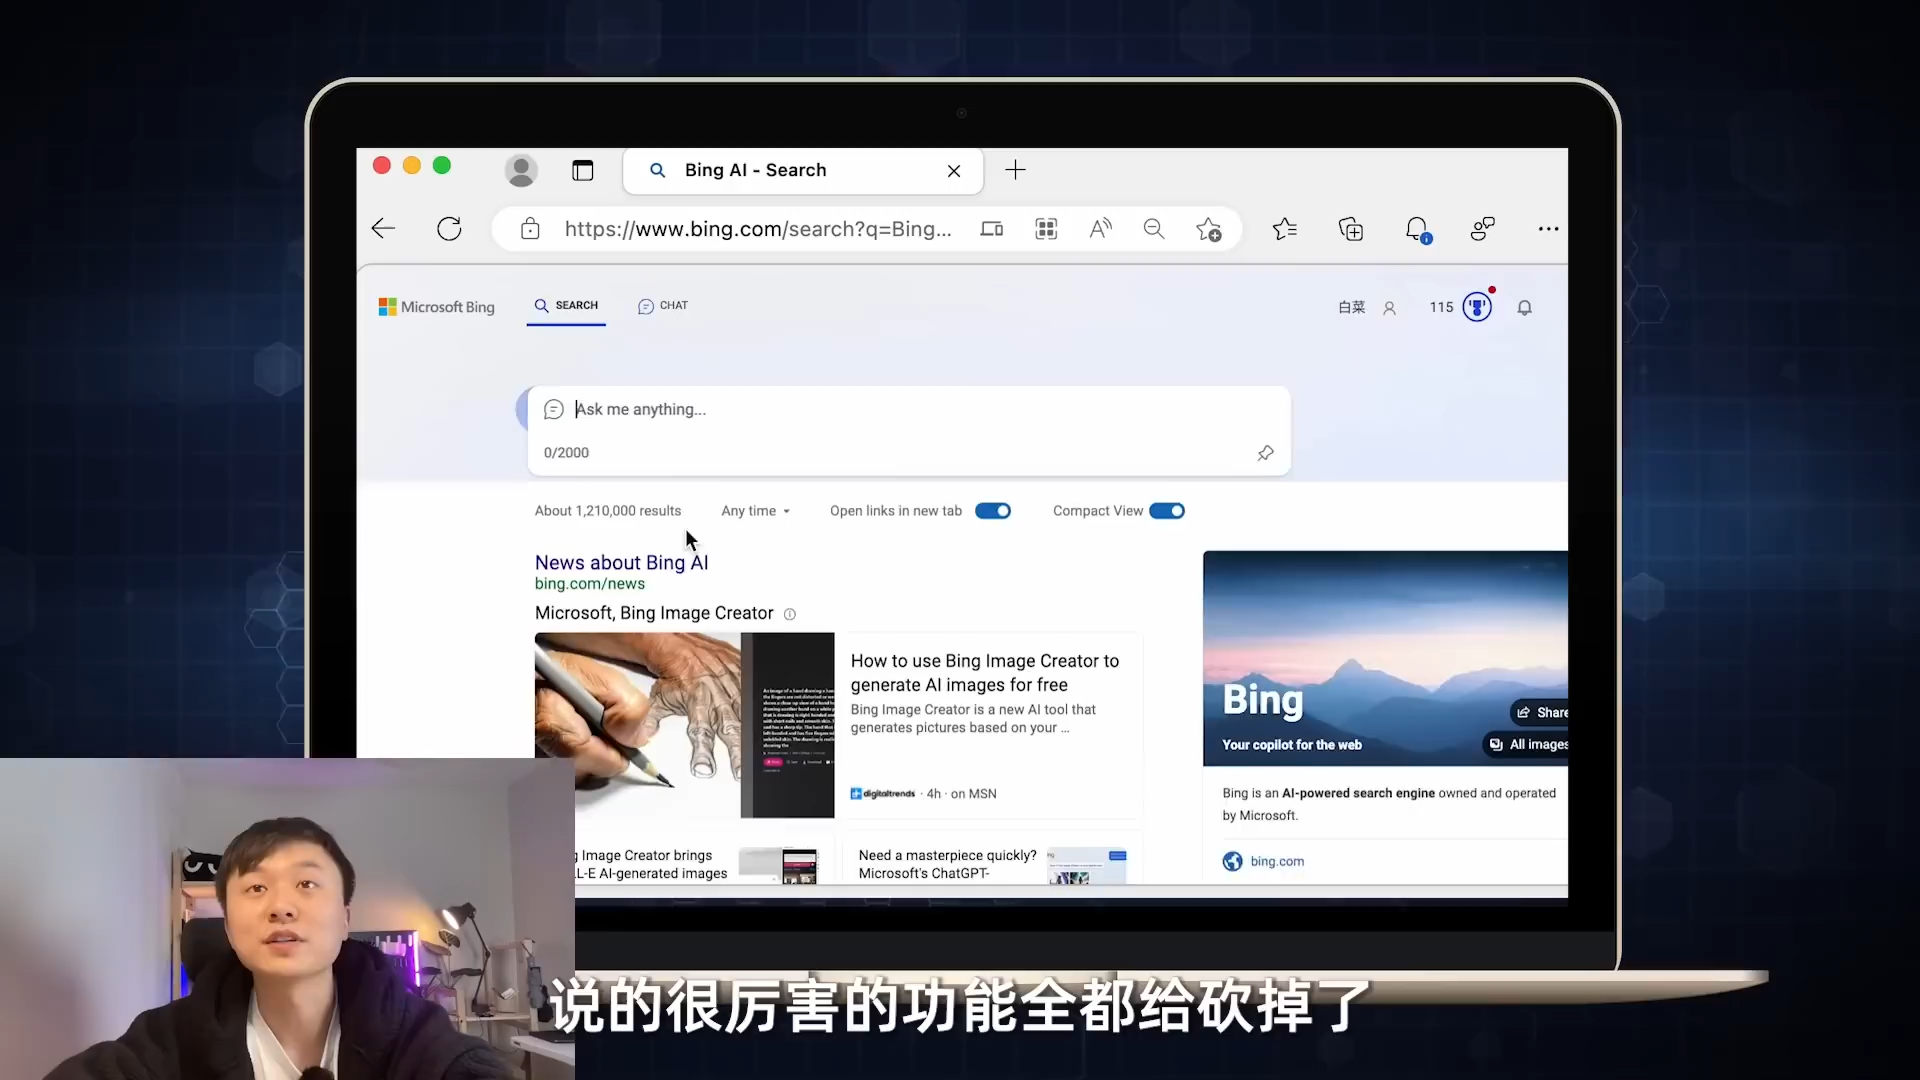 Bing AI - Search
https://www.bing.com/search?q=Bing...
Microsoft Bing
SEARCH
CHAT
白菜
115
Ask me anything...
0/2000
About 1,210,000 results
Any time
Open links in new tab
Compact View
News about Bing AI
bing.com/news
Microsoft, Bing Image Creator
How to use Bing Image Creator to
generate AI images for free
Bing Image Creator is a new AI tool that
generates pictures based on your ...
digitaltrends · 4h · on MSN
g Image Creator brings
LL-E AI-generated images
Need a masterpiece quickly?
Microsoft's ChatGPT-
Bing
Your copilot for the web
Share
All images
Bing is an AI-powered search engine owned and operated
by Microsoft.
bing.com
说的很厉害的功能全都给砍掉了